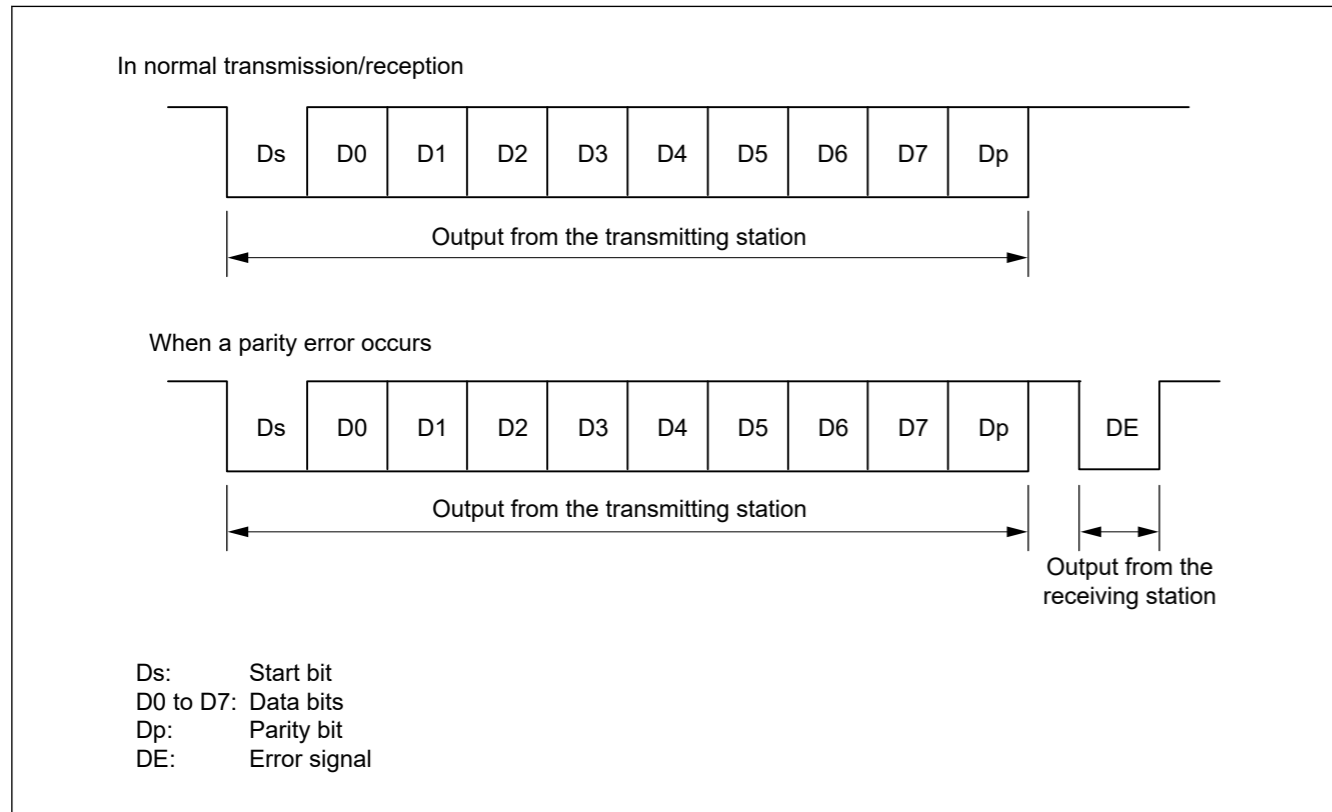 In normal transmission/reception
Ds D0 D1 D2 D3 D4 D5 D6 D7 Dp
Output from the transmitting station
When a parity error occurs
Ds D0 D1 D2 D3 D4 D5 D6 D7 Dp DE
Output from the transmitting station
Output from the
receiving station
Ds: Start bit
D0 to D7: Data bits
Dp: Parity bit
DE: Error signal